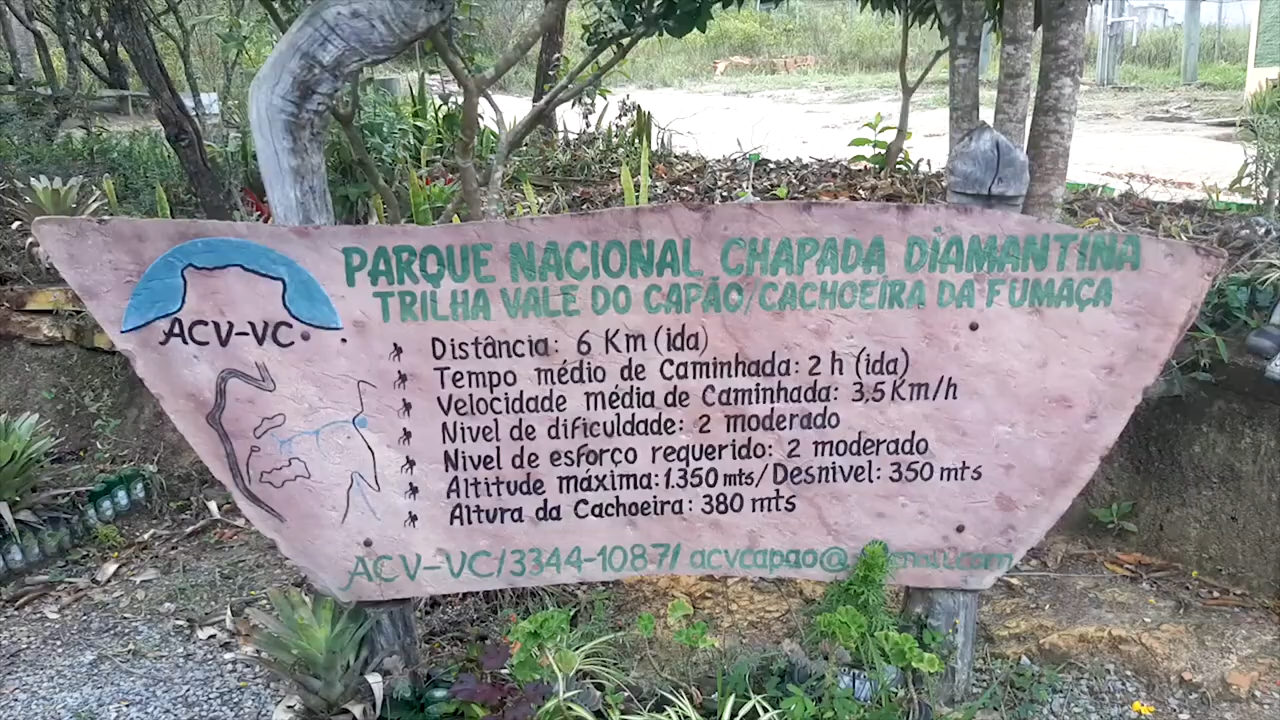 PARQUE NACIONAL CHAPADA DIAMANTINA
TRILHA VALE DO CAPÃO/CACHOEIRA DA FUMAÇA
ACV-VC
Distância: 6 Km (ida)
Tempo médio de Caminhada: 2 h (ida)
Velocidade média de Caminhada: 3,5 Km/h
Nivel de dificuldade: 2 moderado
Nivel de esforço requerido: 2 moderado
Altitude máxima: 1.350 mts/Desnivel: 350 mts
Altura da Cachoeira: 380 mts
ACV-VC/3344-1087/ acvcapao@